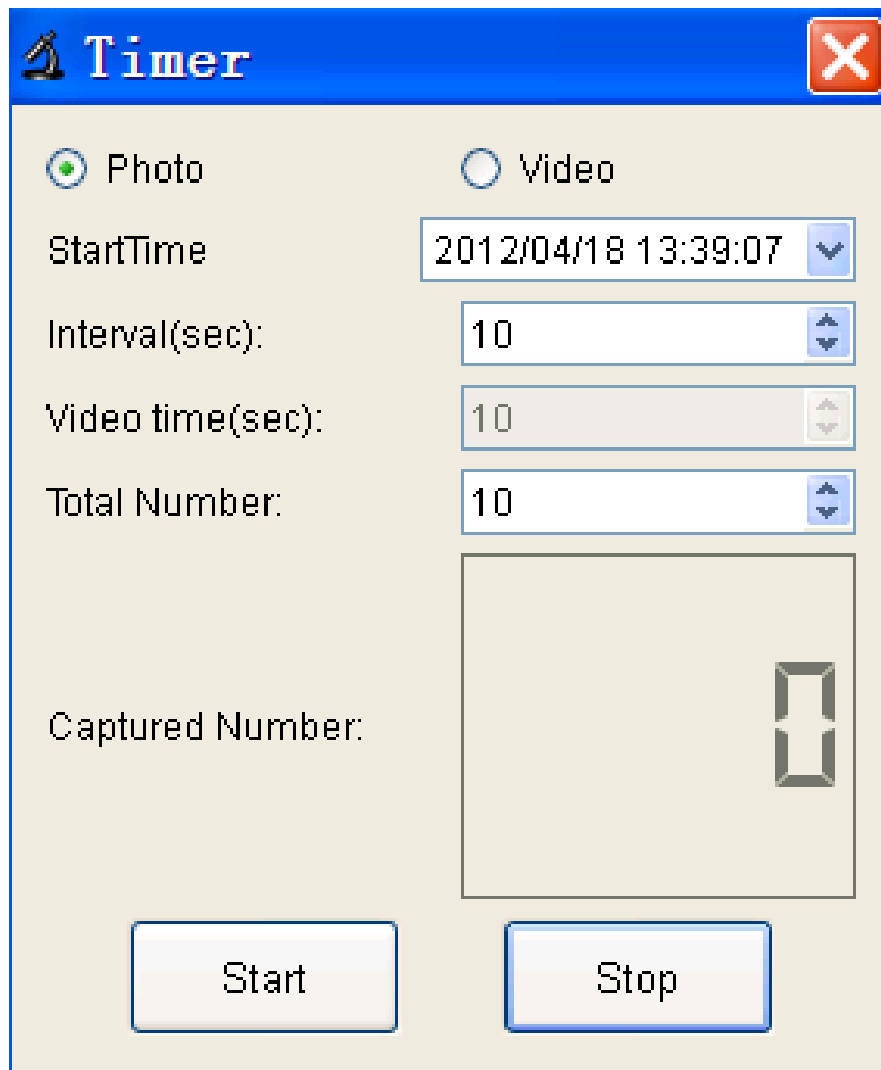 Timer
Photo Video
StartTime 2012/04/18 13:39:07
Interval(sec): 10
Video time(sec): 10
Total Number: 10
Captured Number: 0
Start Stop